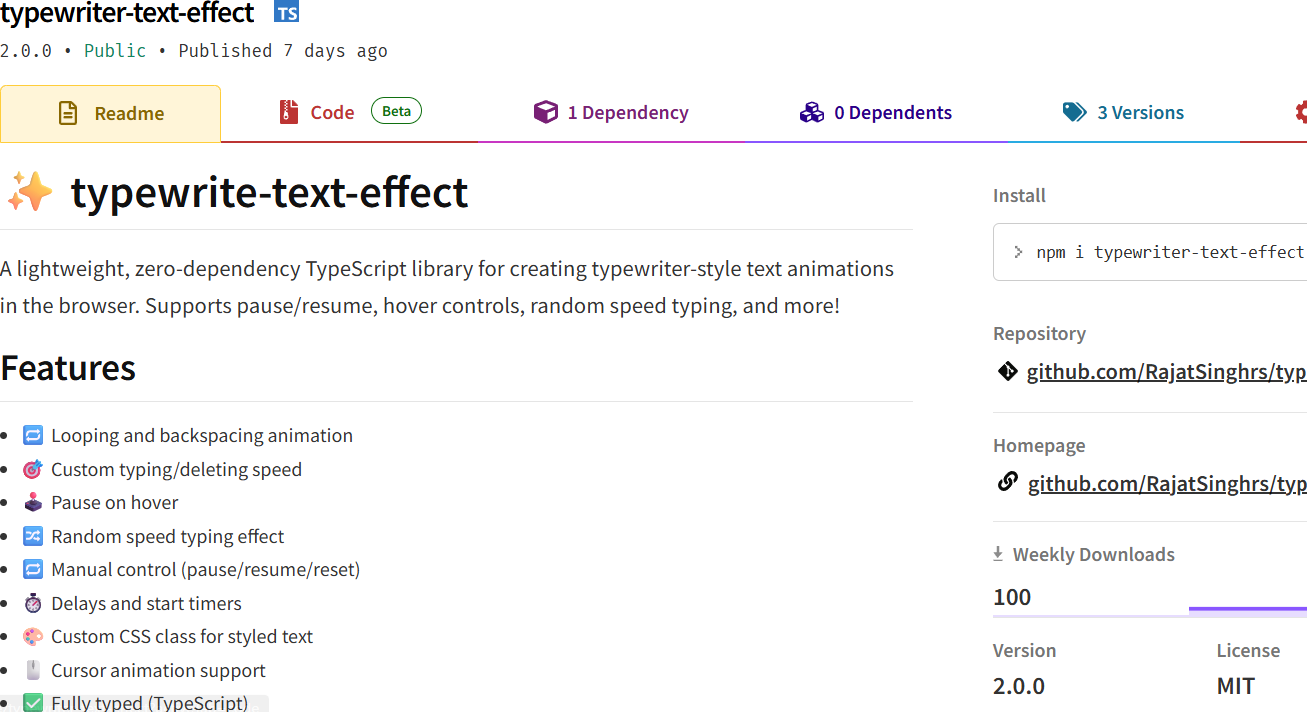 typewriter-text-effect TS
2.0.0 • Public • Published 7 days ago
Readme
Code Beta
1 Dependency
0 Dependents
3 Versions
typewrite-text-effect
A lightweight, zero-dependency TypeScript library for creating typewriter-style text animations
in the browser. Supports pause/resume, hover controls, random speed typing, and more!
Features
• Looping and backspacing animation
• Custom typing/deleting speed
• Pause on hover
• Random speed typing effect
• Manual control (pause/resume/reset)
• Delays and start timers
• Custom CSS class for styled text
• Cursor animation support
• Fully typed (TypeScript)
Install
> npm i typewriter-text-effect
Repository
github.com/RajatSinghrs/typ
Homepage
github.com/RajatSinghrs/typ
Weekly Downloads
100
Version
2.0.0
License
MIT